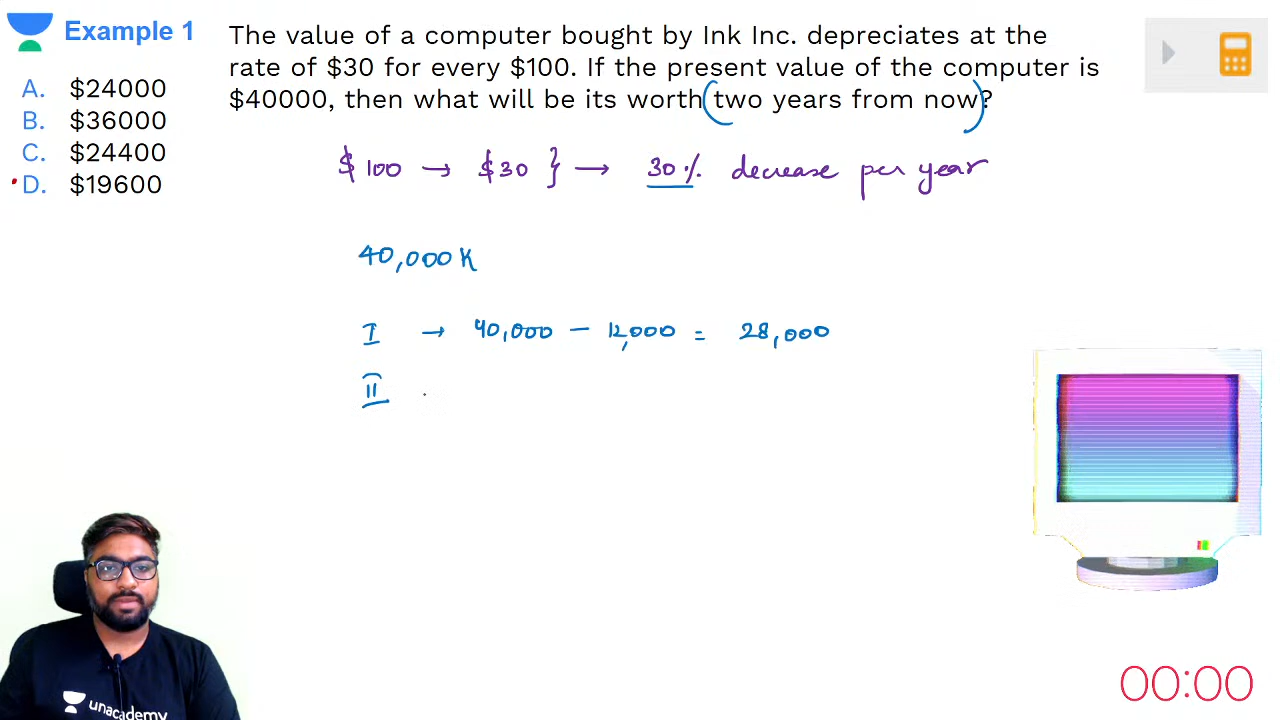 Example 1
The value of a computer bought by Ink Inc. depreciates at the
rate of $30 for every $100. If the present value of the computer is
$40000, then what will be its worth (two years from now)?
A. $24000
B. $36000
C. $24400
D. $19600
$100 → $30 } → 30% decrease per year
40,000 K
I → 40,000 - 12,000 = 28,000
II
unacademy
00:00